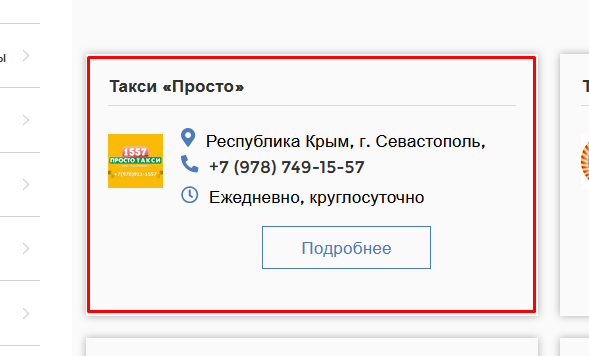 ы
Такси «Просто»
Т
1557
ПРОСТО ТАКСИ
Республика Крым, г. Севастополь,
+7 (978) 749-15-57
Ежедневно, круглосуточно
Подробнее